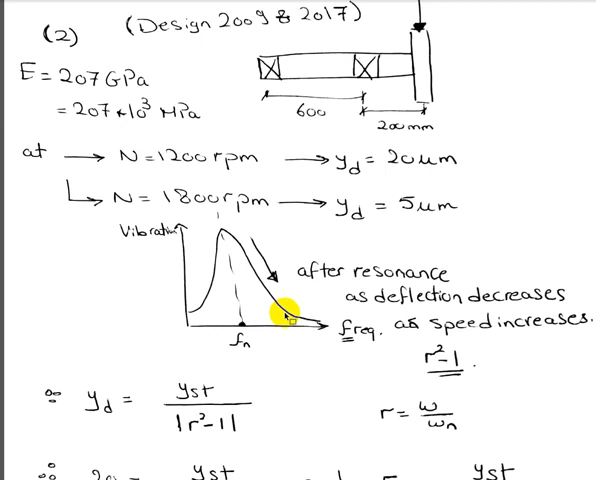 (2) (Design 2009 & 2017)
E = 207 GPa
= 207 * 10³ MPa
600
200 mm
at → N = 1200 rpm → yd = 20 μm
↳ N = 1800 rpm → yd = 5 μm
Vibration
after resonance
as deflection decreases
freq. as speed increases.
fn
r²-1.
∵ yd = yst / |r²-1|
r = ω / ωn
yst
yst